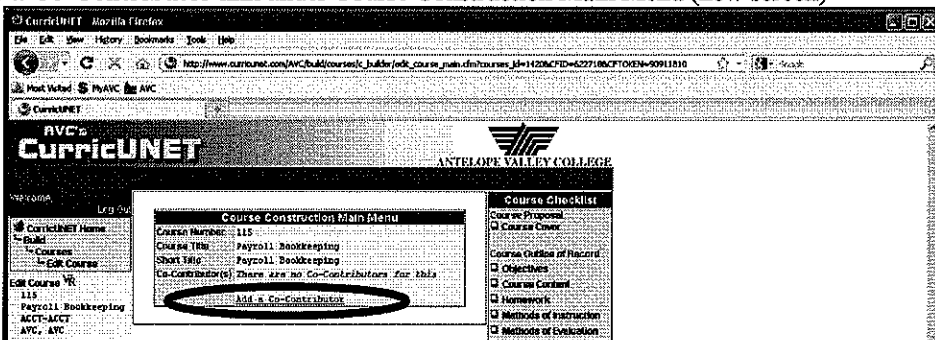 CurricUNET - Mozilla Firefox
File Edit View History Bookmarks Tools Help
Most Visited MyAVC AVC
CurricUNET
AVC's
CurricUNET
ANTELOPE VALLEY COLLEGE
Welcome,
Log Out
CurricUNET Home
Build
Courses
Edit Course
Edit Course
115
Payroll Bookkeeping
ACCT-ACCT
AVC, AVC
Course Construction Main Menu
Course Number 115
Course Title Payroll Bookkeeping
Short Title Payroll Bookkeeping
Co-Contributor(s) There are no Co-Contributors for this
Add a Co-Contributor
Course Checklist
Course Proposal
Course Cover
Course Outline of Record
Objectives
Course Content
Homework
Methods of Instruction
Methods of Evaluation